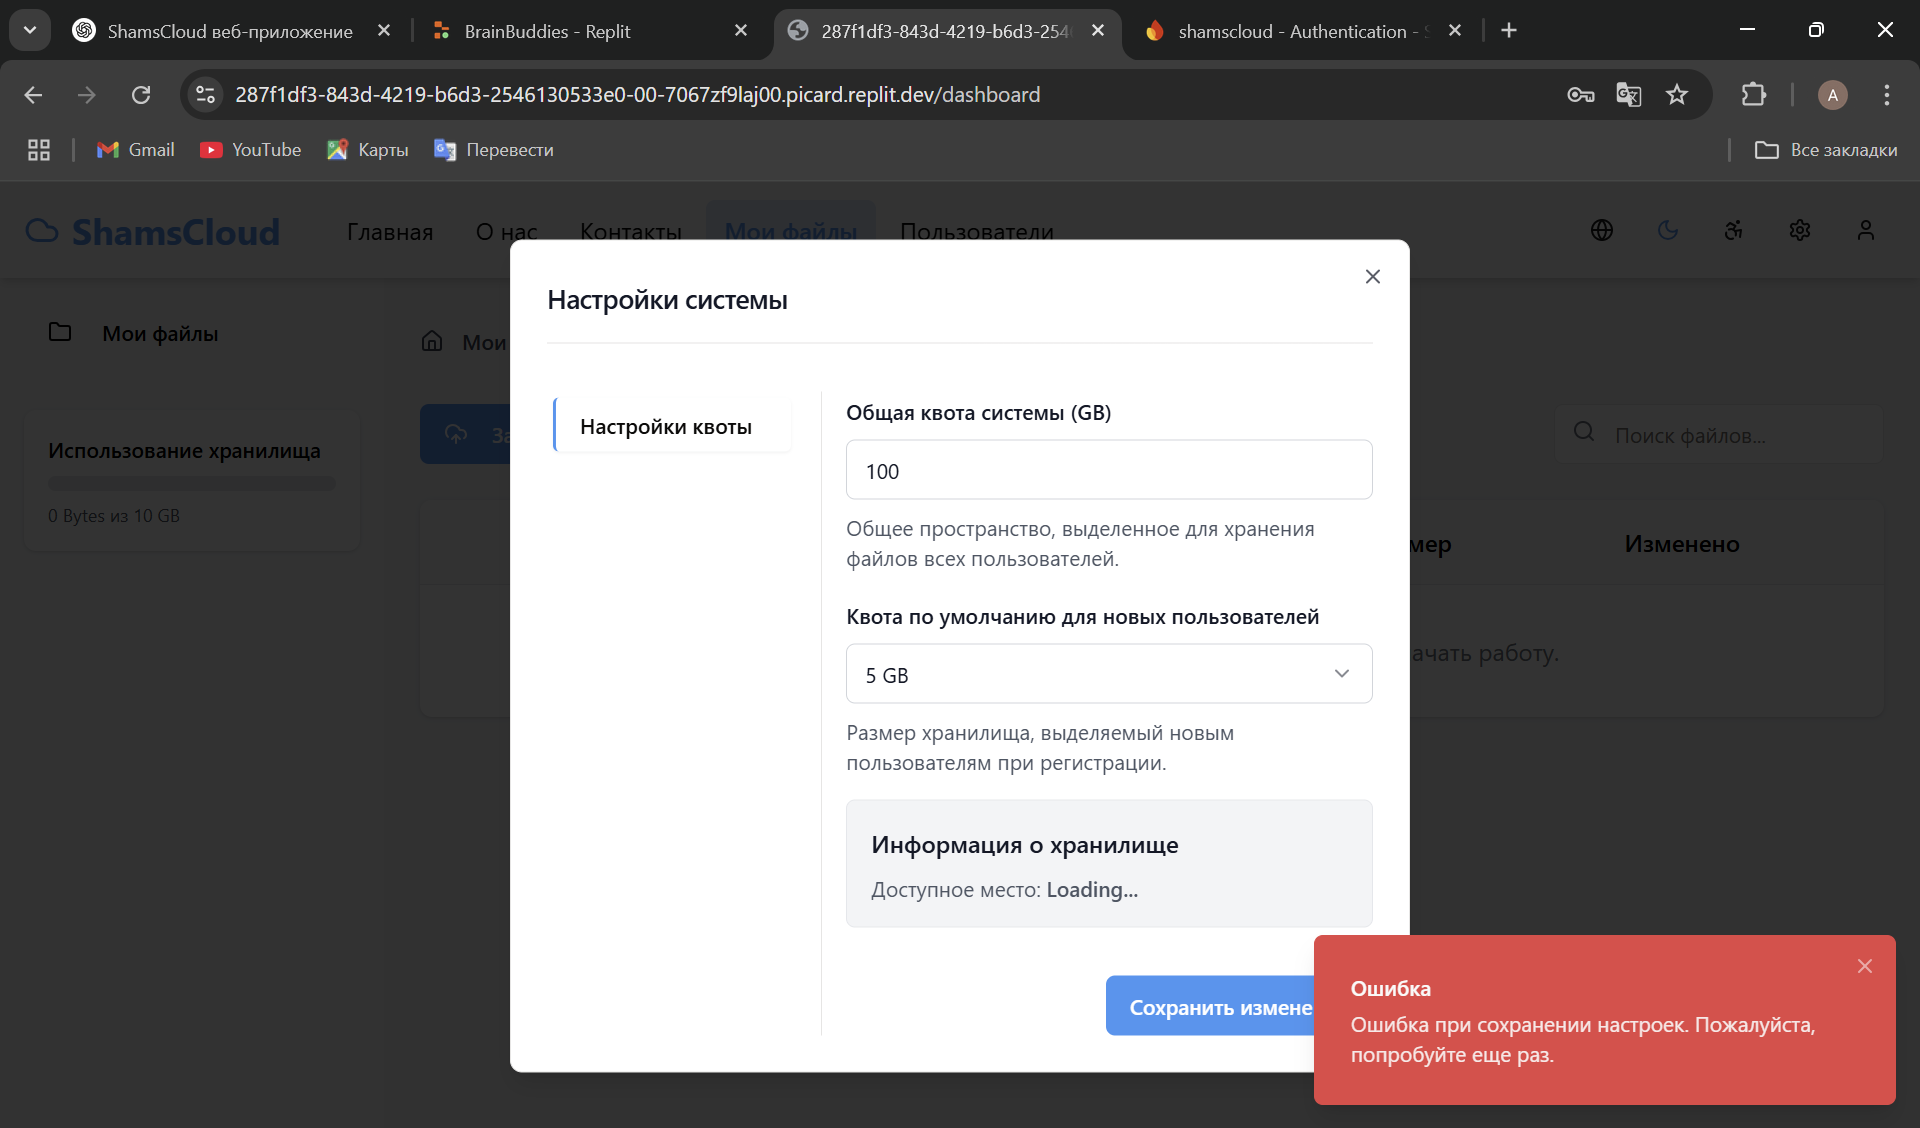 ShamsCloud веб-приложение
BrainBuddies - Replit
287f1df3-843d-4219-b6d3-254
shamscloud - Authentication -
287f1df3-843d-4219-b6d3-2546130533e0-00-7067zf9laj00.picard.replit.dev/dashboard
A
Gmail
YouTube
Карты
Перевести
Все закладки
ShamsCloud
Главная
О нас
Контакты
Мои файлы
Пользователи
Мои файлы
Мои
Использование хранилища
0 Bytes из 10 GB
За
Поиск файлов...
мер
Изменено
ачать работу.
Настройки системы
Настройки квоты
Общая квота системы (GB)
100
Общее пространство, выделенное для хранения
файлов всех пользователей.
Квота по умолчанию для новых пользователей
5 GB
Размер хранилища, выделяемый новым
пользователям при регистрации.
Информация о хранилище
Доступное место: Loading...
Сохранить измене
Ошибка
Ошибка при сохранении настроек. Пожалуйста,
попробуйте еще раз.